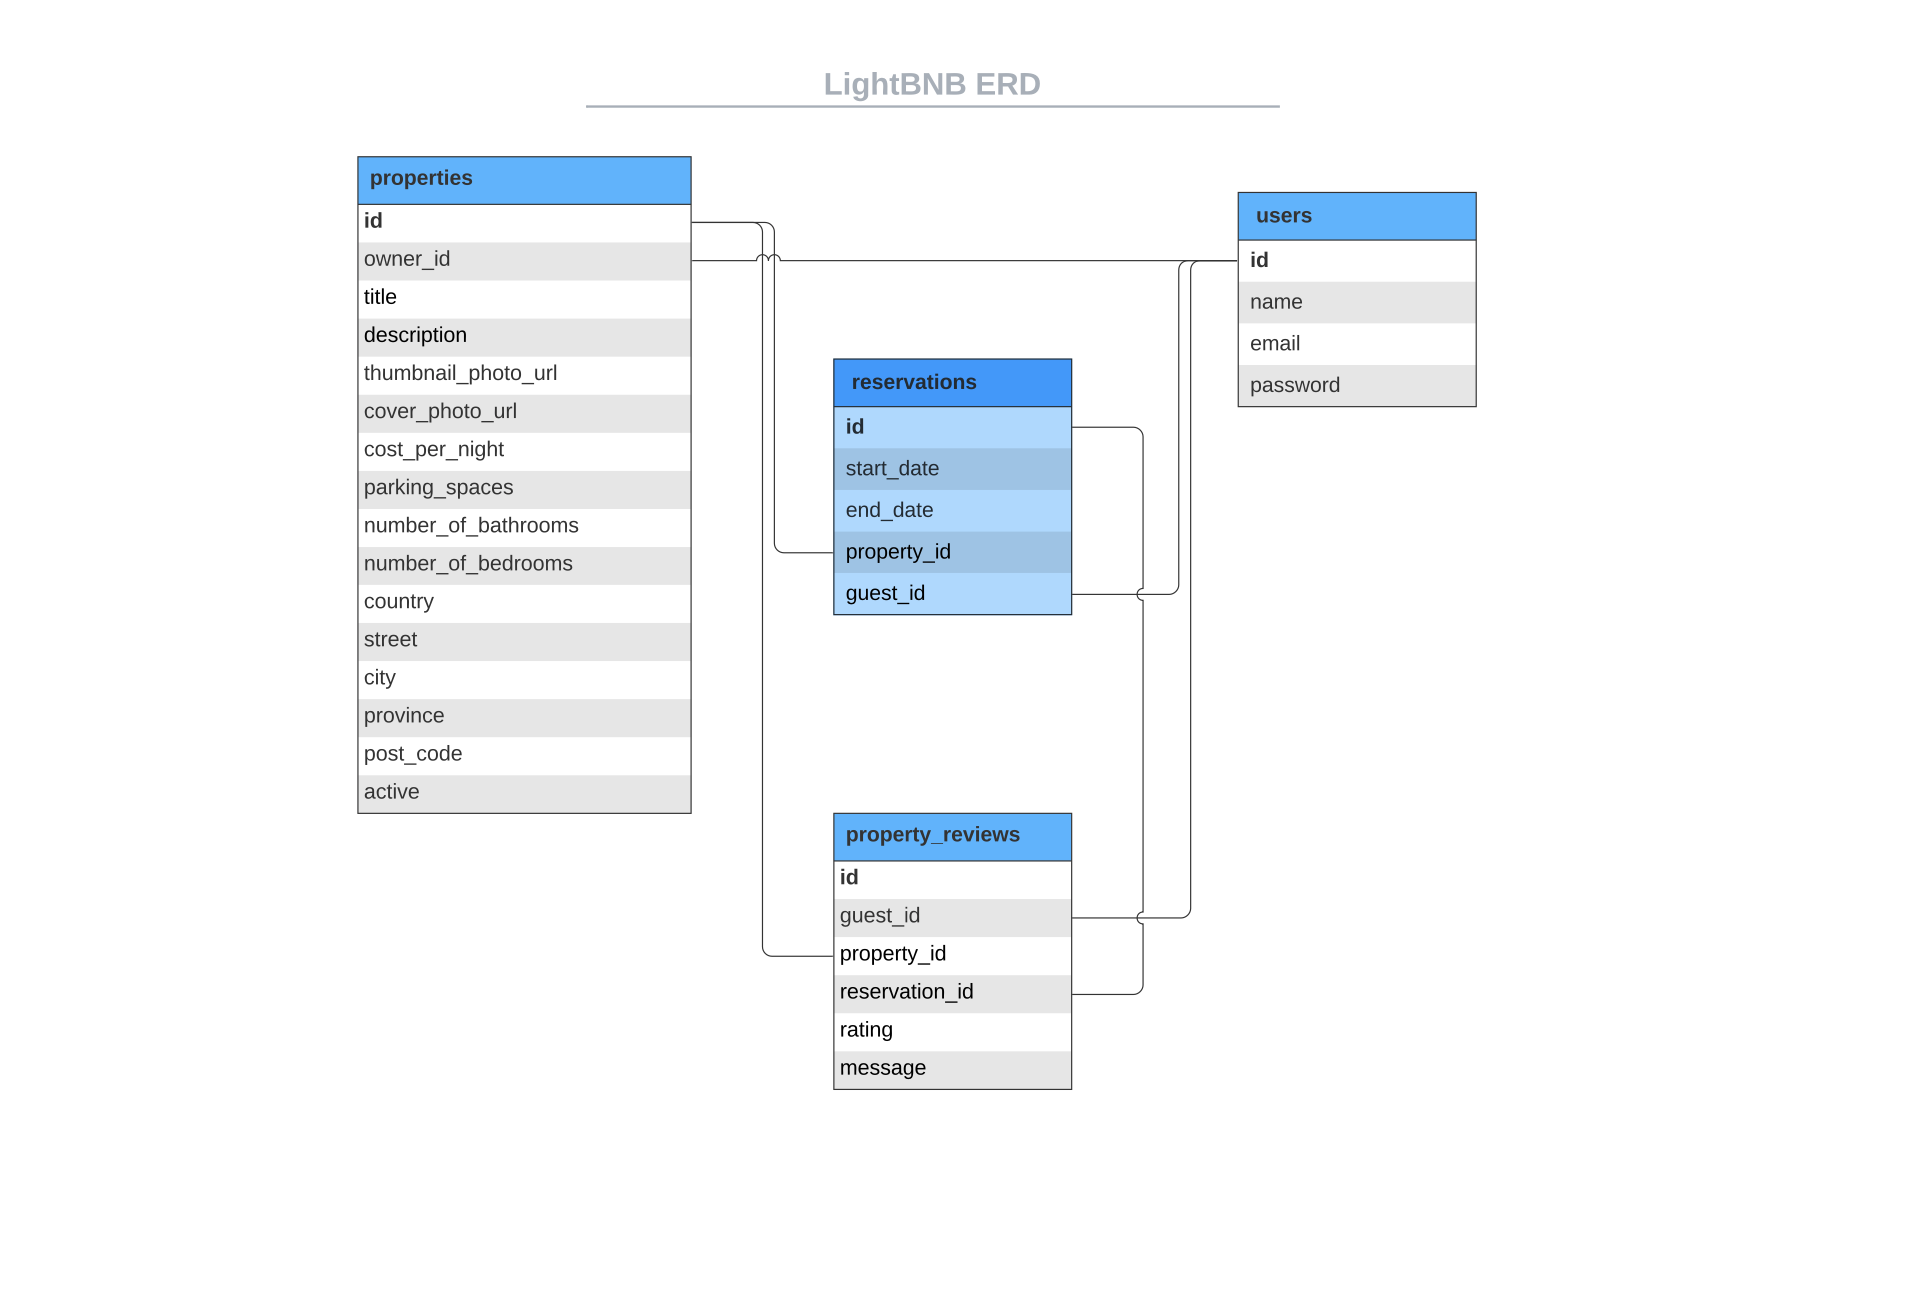 LightBNB ERD
properties
id
owner_id
title
description
thumbnail_photo_url
cover_photo_url
cost_per_night
parking_spaces
number_of_bathrooms
number_of_bedrooms
country
street
city
province
post_code
active
reservations
id
start_date
end_date
property_id
guest_id
property_reviews
id
guest_id
property_id
reservation_id
rating
message
users
id
name
email
password